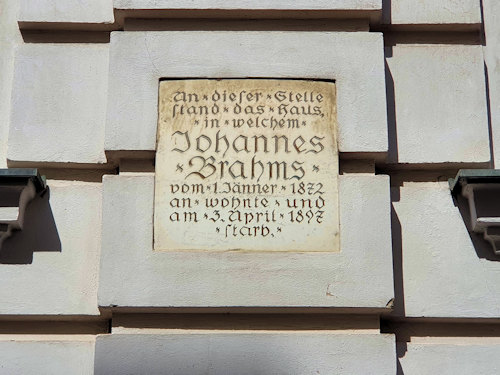 An*dieser*Stelle
stand*das*Haus,
*in*welchem*
Johannes
*Brahms*
vom*1.Jänner*1872
an*wohnte*und
am*3.April*1897
*starb.*